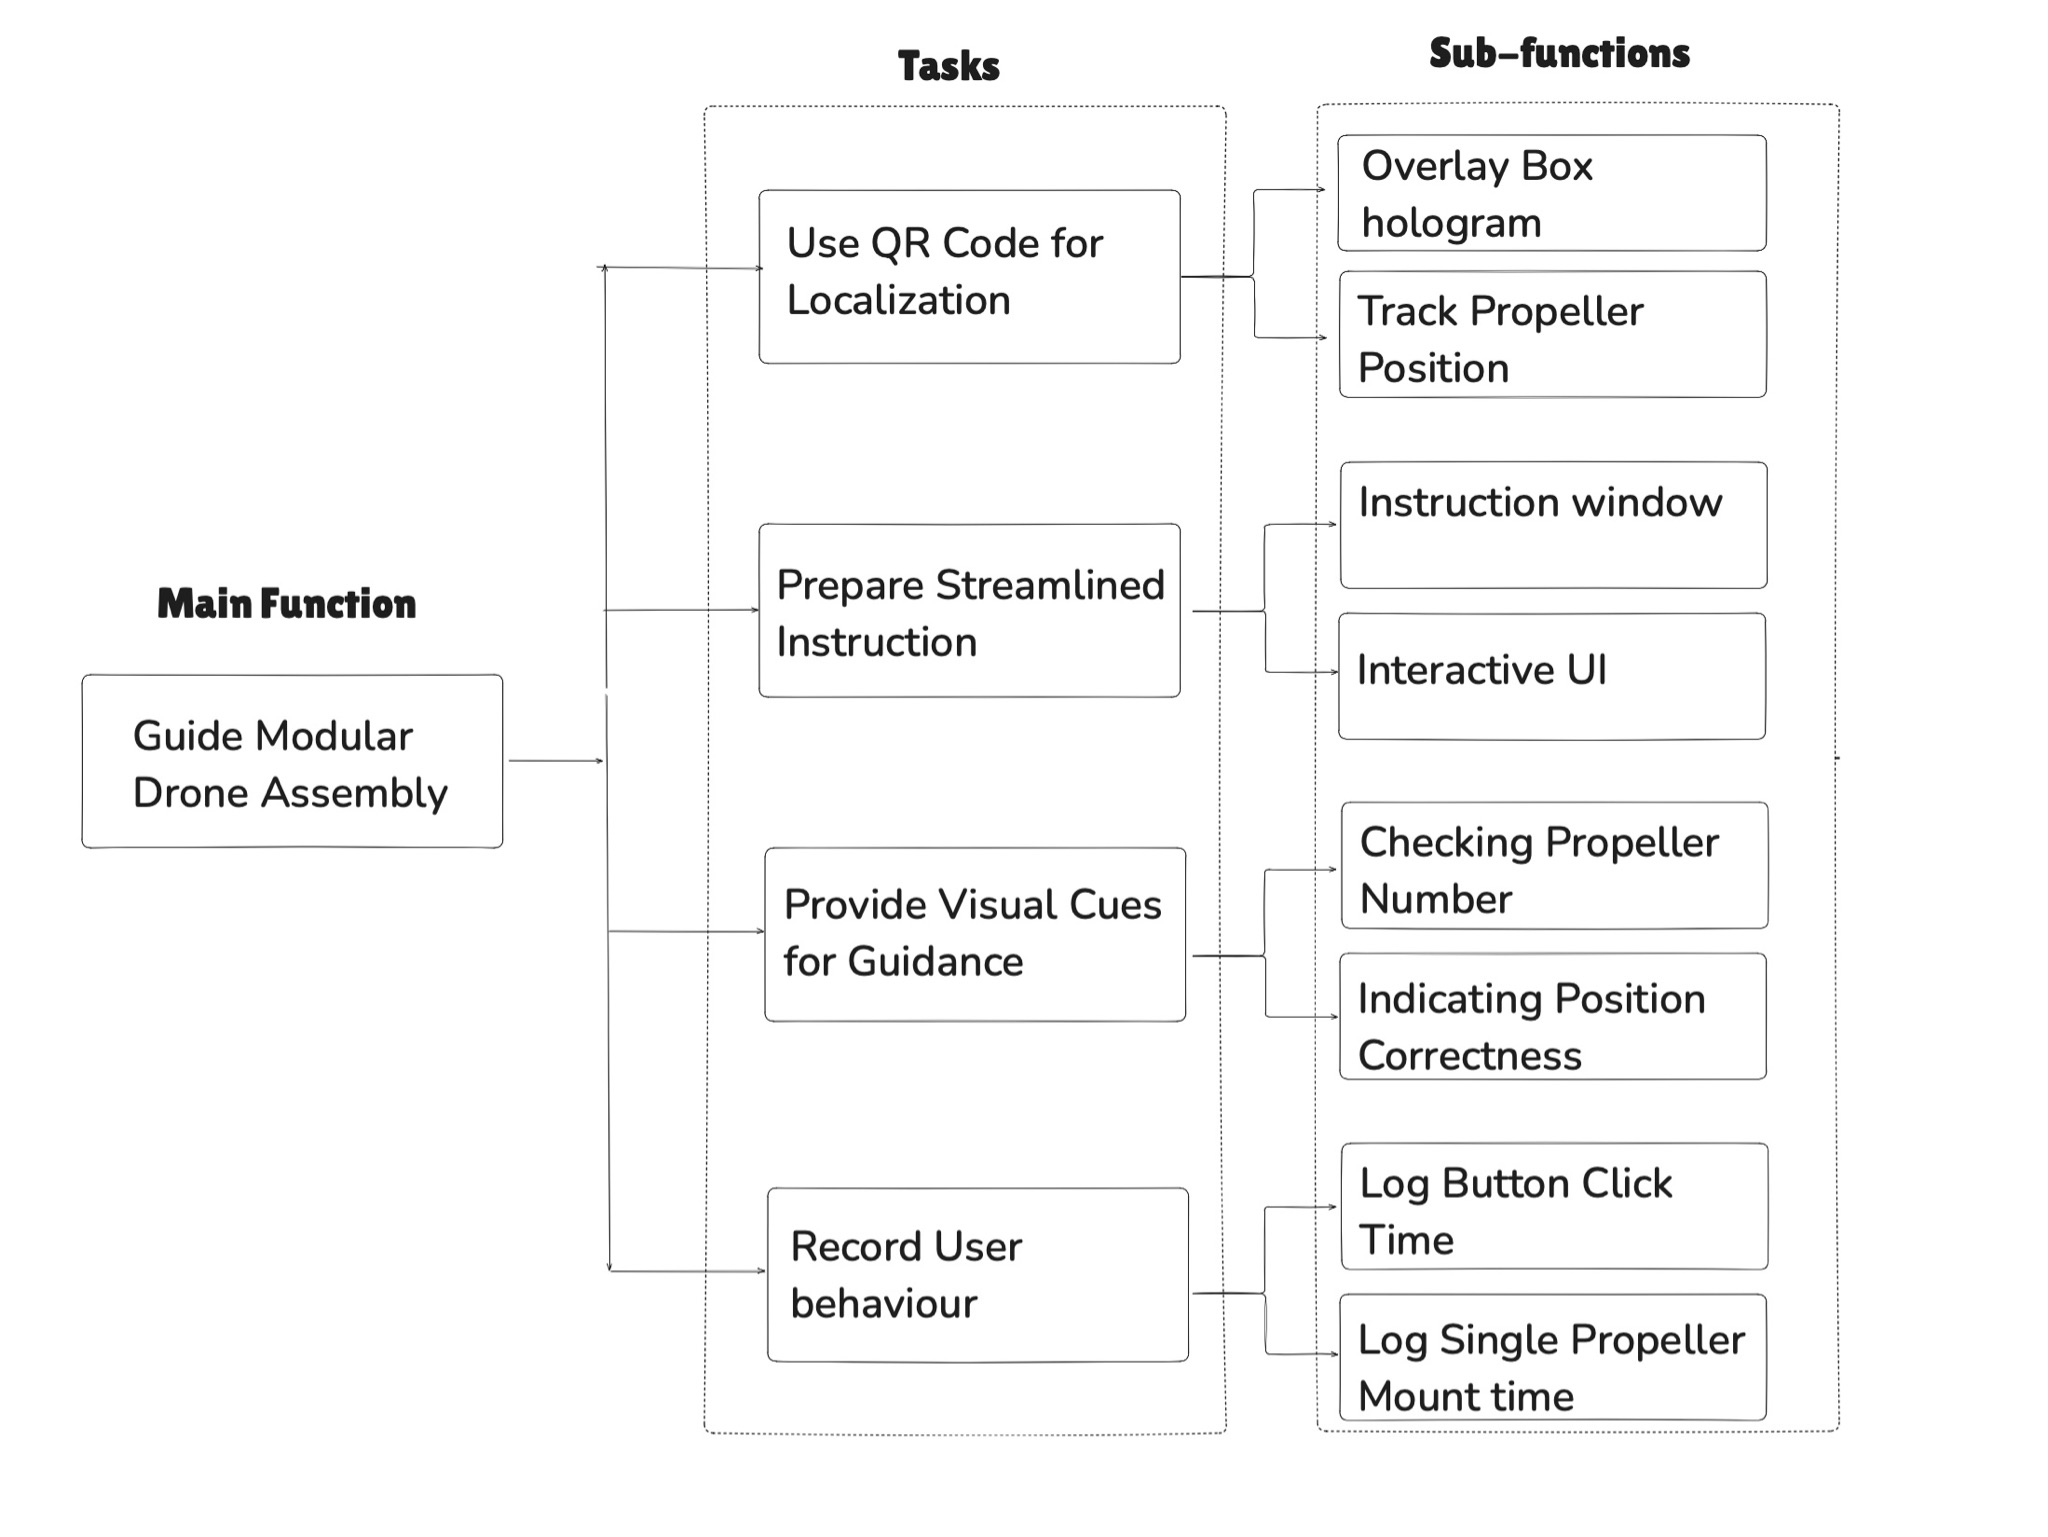 Tasks
Sub-functions
Main Function
Guide Modular
Drone Assembly
Use QR Code for
Localization
Prepare Streamlined
Instruction
Provide Visual Cues
for Guidance
Record User
behaviour
Overlay Box
hologram
Track Propeller
Position
Instruction window
Interactive UI
Checking Propeller
Number
Indicating Position
Correctness
Log Button Click
Time
Log Single Propeller
Mount time